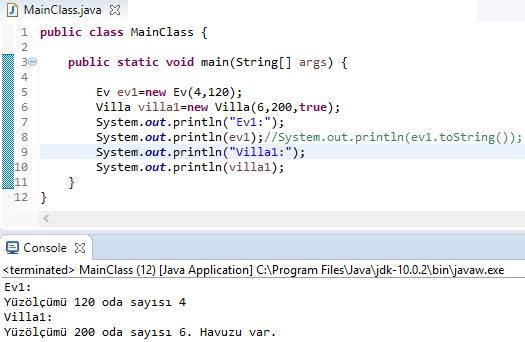 MainClass.java
1 public class MainClass {
2
3 public static void main(String[] args) {
4
5 Ev ev1=new Ev(4,120);
6 Villa villa1=new Villa(6,200,true);
7 System.out.println("Ev1:");
8 System.out.println(ev1);//System.out.println(ev1.toString());
9 System.out.println("Villa1:");
10 System.out.println(villa1);
11 }
12 }
Console
<terminated> MainClass (12) [Java Application] C:\Program Files\Java\jdk-10.0.2\bin\javaw.exe
Ev1:
Yüzölçümü 120 oda sayısı 4
Villa1:
Yüzölçümü 200 oda sayısı 6. Havuzu var.